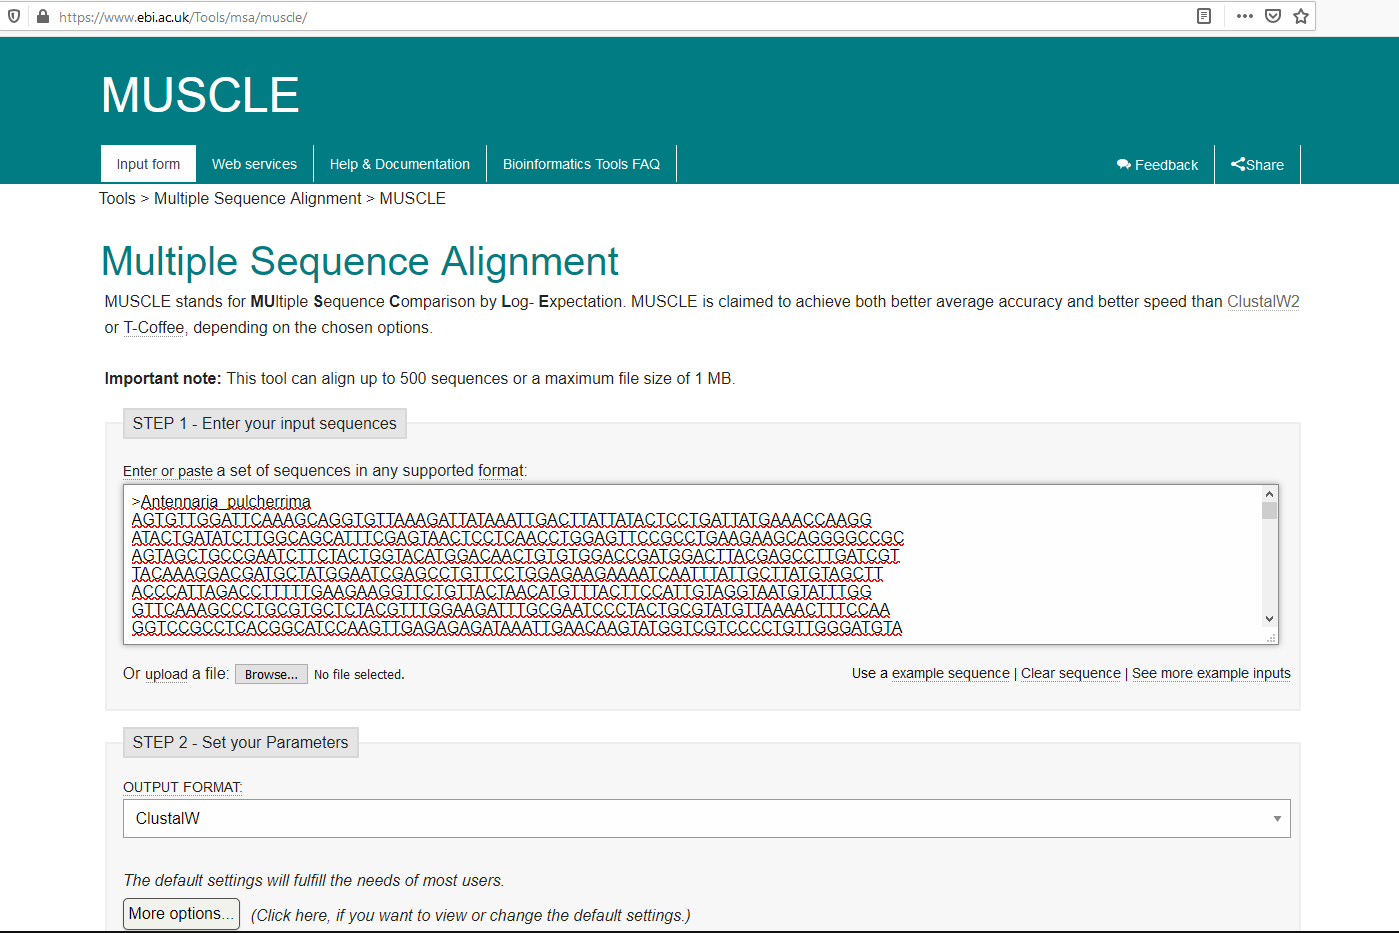 https://www.ebi.ac.uk/Tools/msa/muscle/
MUSCLE
Input form
Web services
Help & Documentation
Bioinformatics Tools FAQ
Feedback
Share
Tools > Multiple Sequence Alignment > MUSCLE
Multiple Sequence Alignment
MUSCLE stands for MUltiple Sequence Comparison by Log- Expectation. MUSCLE is claimed to achieve both better average accuracy and better speed than ClustalW2
or T-Coffee, depending on the chosen options.
Important note: This tool can align up to 500 sequences or a maximum file size of 1 MB.
STEP 1 - Enter your input sequences
Enter or paste a set of sequences in any supported format:
>Antennaria_pulcherrima
AGTGTTGGATTCAAAGCAGGTGTTAAAGATTATAAATTGACTTATTATACTCCTGATTATGAAACCAAGG
ATACTGATATCTTGGCAGCATTTCGAGTAACTCCTCAACCTGGAGTTCCGCCTGAAGAAGCAGGGGCCGC
AGTAGCTGCCGAATCTTCTACTGGTACATGGACAACTGTGTGGACCGATGGACTTACGAGCCTTGATCGT
TACAAAGGACGATGCTATGGAATCGAGCCTGTTCCTGGAGAAGAAAATCAATTTATTGCTTATGTAGCTT
ACCCATTAGACCTTTTTGAAGAAGGTTCTGTTACTAACATGTTTACTTCCATTGTAGGTAATGTATTTGG
GTTCAAAGCCCTGCGTGCTCTACGTTTGGAAGATTTGCGAATCCCTACTGCGTATGTTAAAACTTTCCAA
GGTCCGCCTCACGGCATCCAAGTTGAGAGAGATAAATTGAACAAGTATGGTCGTCCCCTGTTGGGATGTA
Or upload a file: Browse... No file selected.
Use a example sequence | Clear sequence | See more example inputs
STEP 2 - Set your Parameters
OUTPUT FORMAT:
ClustalW
The default settings will fulfill the needs of most users.
More options... (Click here, if you want to view or change the default settings.)